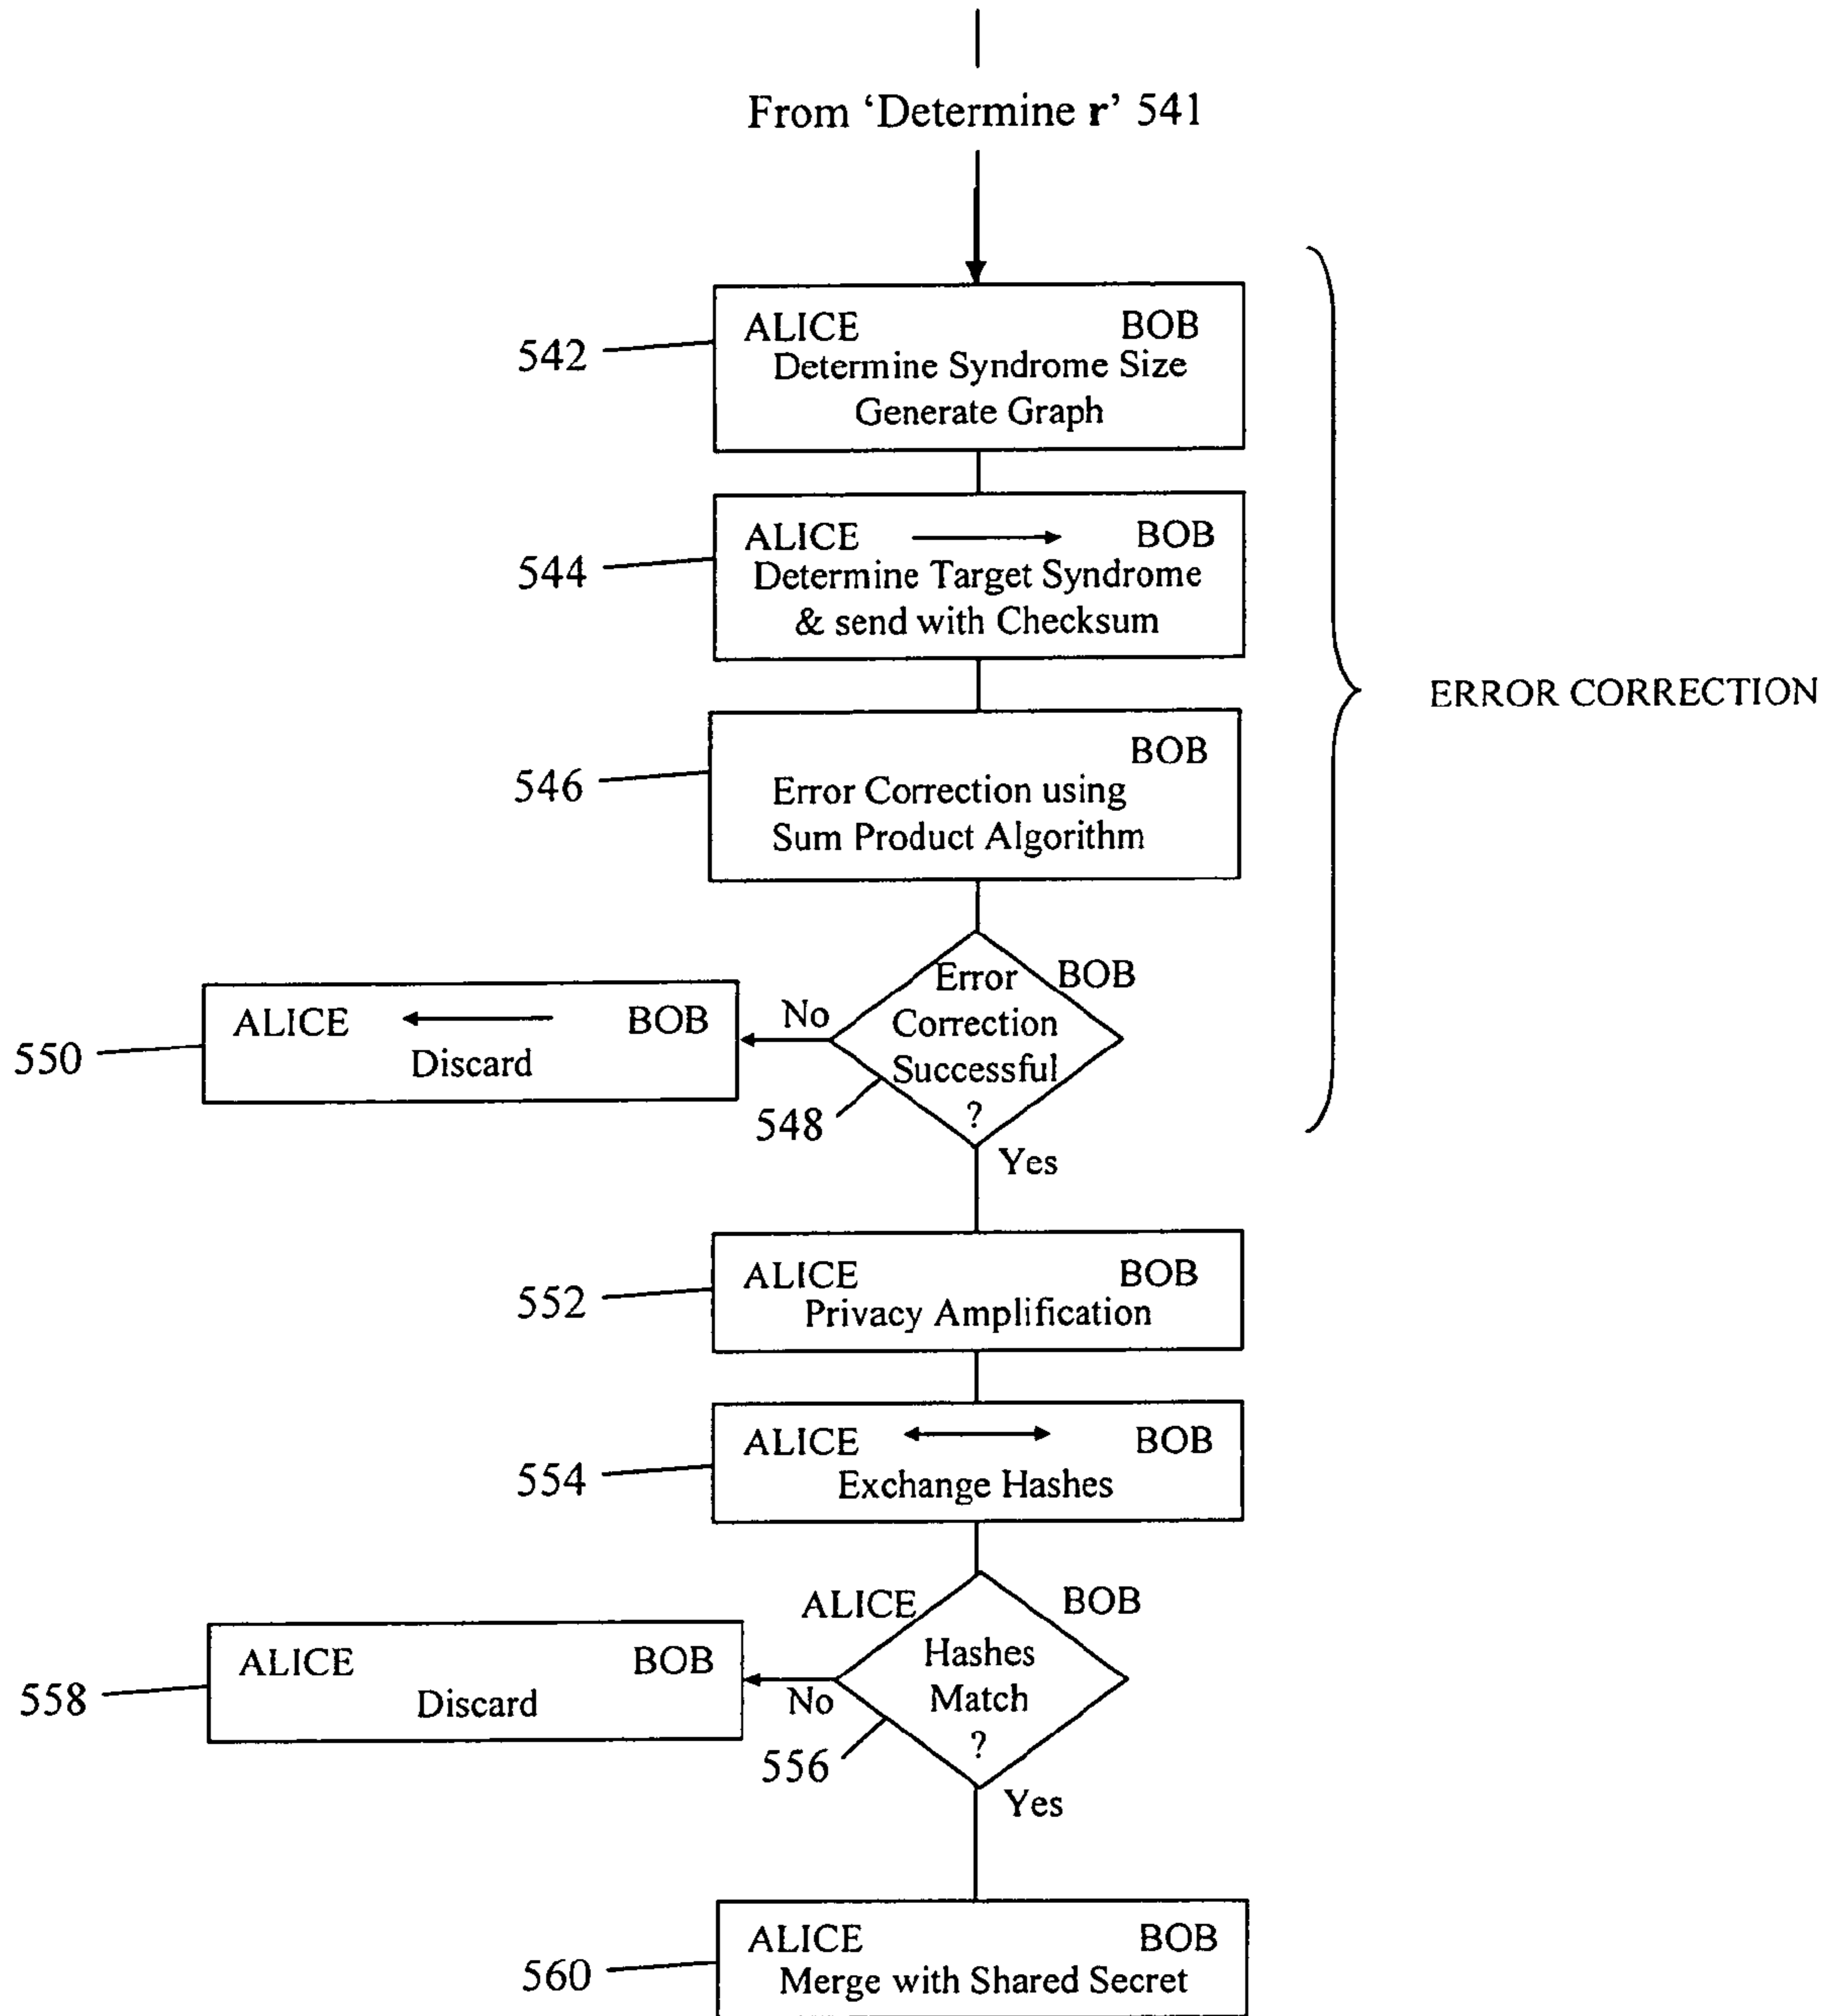 From ‘Determine r’ 541
ALICE BOB
542
Determine Syndrome Size
Generate Graph
ALICE BOB
544
Determine Target Syndrome
& send with Checksum
ERROR CORRECTION
BOB
546
Error Correction using
Sum Product Algorithm
Error BOB
Correction
Successful
?
548
No
ALICE BOB
550
Discard
Yes
ALICE BOB
552
Privacy Amplification
ALICE BOB
554
Exchange Hashes
ALICE BOB
Hashes
Match
?
556
No
ALICE BOB
558
Discard
Yes
ALICE BOB
560
Merge with Shared Secret